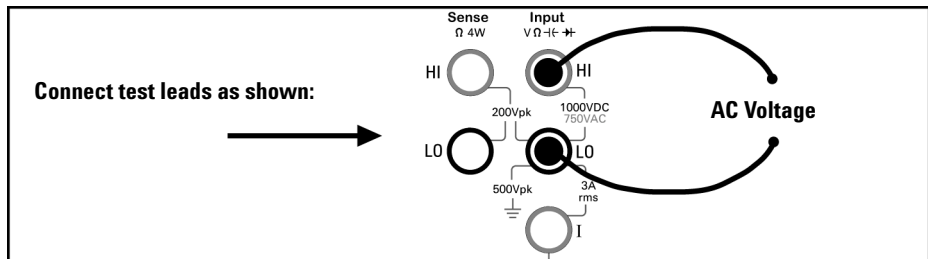 Sense Input
Ω 4W V Ω ⊣⊢ ➔⊢
HI HI
Connect test leads as shown:
1000VDC
200Vpk 750VAC AC Voltage
LO LO
500Vpk 3A
rms
I